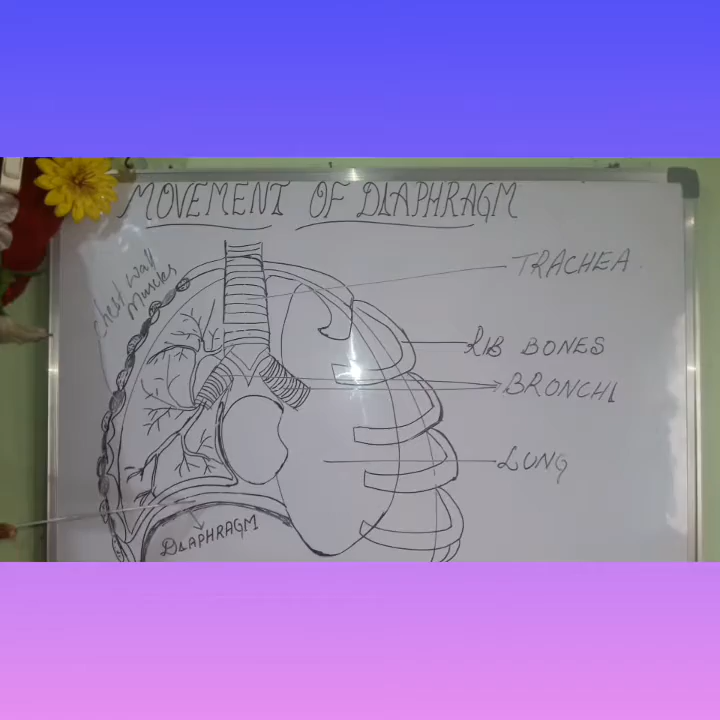 MOVEMENT OF DIAPHRAGM
TRACHEA
Chest wall
Muscles
RIB BONES
BRONCHI
LUNG
DIAPHRAGM